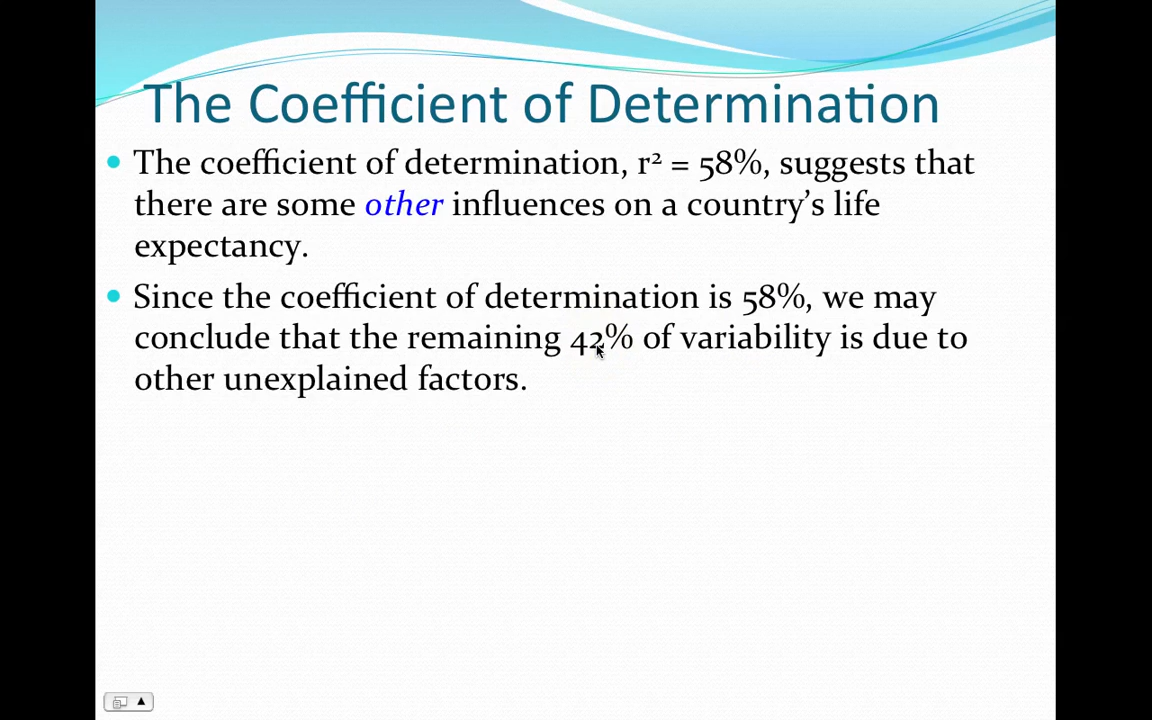 The Coefficient of Determination
• The coefficient of determination, r² = 58%, suggests that
there are some other influences on a country’s life
expectancy.
• Since the coefficient of determination is 58%, we may
conclude that the remaining 42% of variability is due to
other unexplained factors.